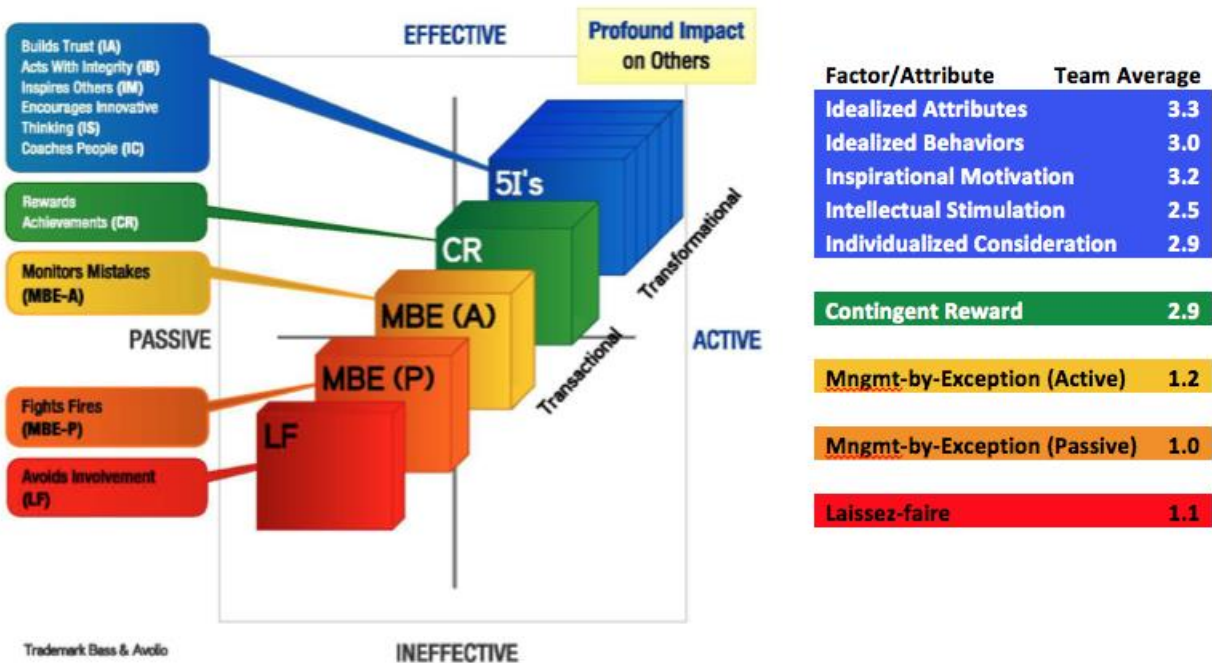 Builds Trust (IA)
Acts With Integrity (IB)
Inspires Others (IM)
Encourages Innovative
Thinking (IS)
Coaches People (IC)
Rewards
Achievements (CR)
Monitors Mistakes
(MBE-A)
Fights Fires
(MBE-P)
Avoids Involvement
(LF)
EFFECTIVE
Profound Impact
on Others
5I's
CR
MBE (A)
MBE (P)
LF
Transformational
Transactional
PASSIVE
ACTIVE
INEFFECTIVE
Trademark Bass & Avolio
Factor/Attribute Team Average
Idealized Attributes 3.3
Idealized Behaviors 3.0
Inspirational Motivation 3.2
Intellectual Stimulation 2.5
Individualized Consideration 2.9
Contingent Reward 2.9
Mngmt-by-Exception (Active) 1.2
Mngmt-by-Exception (Passive) 1.0
Laissez-faire 1.1